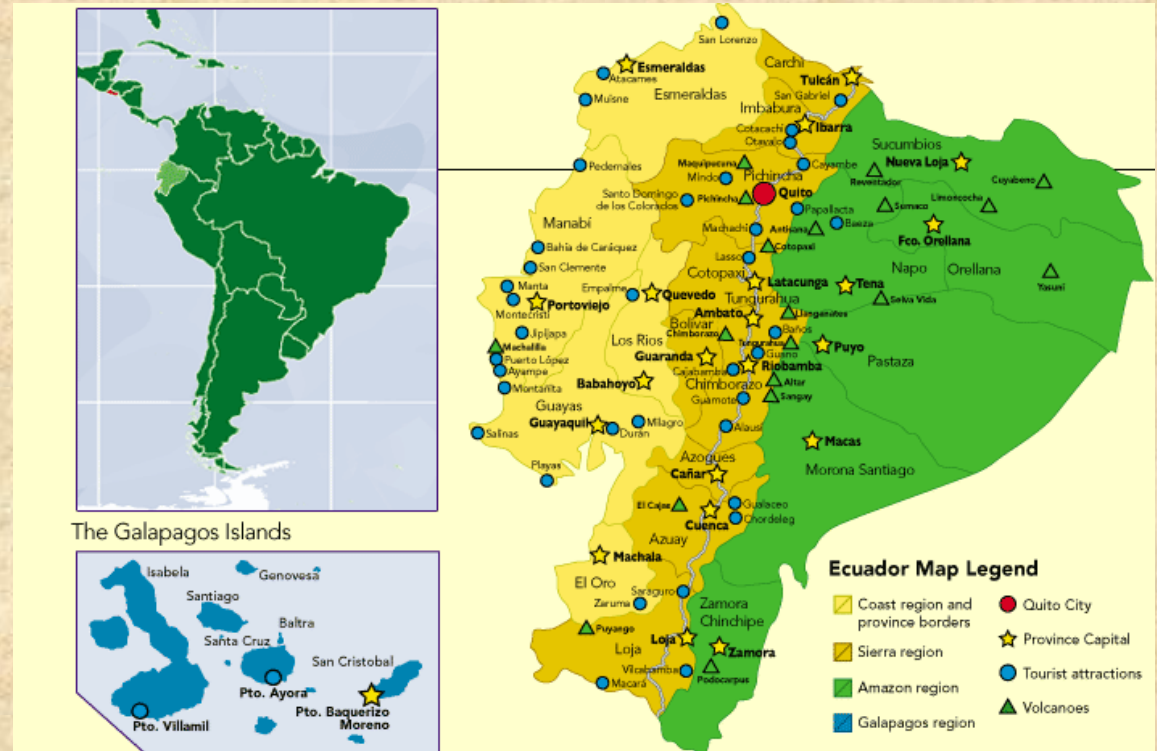 San Lorenzo
Carchi
Esmeraldas
Tulcán
Atacames
San Gabriel
Esmeraldas
Muisne
Imbabura
Cotacachi
Ibarra
Otavalo
Sucumbios
Pedernales
Maquipucuna
Cayambe
Nueva Loja
Mindo
Pichincha
Reventador
Cuyabeno
Santo Domingo
de los Colorados
Pichincha
Quito
Sumaco
Limoncocha
Papallacta
Manabí
Machachi
Antisana
Baeza
Fco. Orellana
Bahía de Caráquez
Cotopaxi
Lasso
San Clemente
Cotopaxi
Napo
Orellana
Manta
Empalme
Quevedo
Latacunga
Tena
Yasuni
Montecristi
Portoviejo
Tungurahua
Selva Vida
Ambato
Llanganates
Jipijapa
Bolivar
Chimborazo
Baños
Machalilla
Los Rios
Tungurahua
Puyo
Puerto López
Guaranda
Guano
Pastaza
Ayampe
Cajabamba
Riobamba
Montañita
Babahoyo
Chimborazo
Altar
Guamote
Sangay
Guayas
Guayaquil
Milagro
Salinas
Durán
Alausí
Macas
Azogues
Playas
Cañar
Morona Santiago
El Cajas
Gualaceo
Cuenca
Chordeleg
Azuay
Machala
El Oro
Saraguro
Zaruma
Zamora
Chinchipe
Puyango
Loja
Loja
Zamora
Vilcabamba
Podocarpus
Macará
The Galapagos Islands
Isabela
Genovesa
Santiago
Baltra
Santa Cruz
San Cristobal
Pto. Ayora
Pto. Villamil
Pto. Baquerizo
Moreno
Ecuador Map Legend
Coast region and
province borders
Sierra region
Amazon region
Galapagos region
Quito City
Province Capital
Tourist attractions
Volcanoes